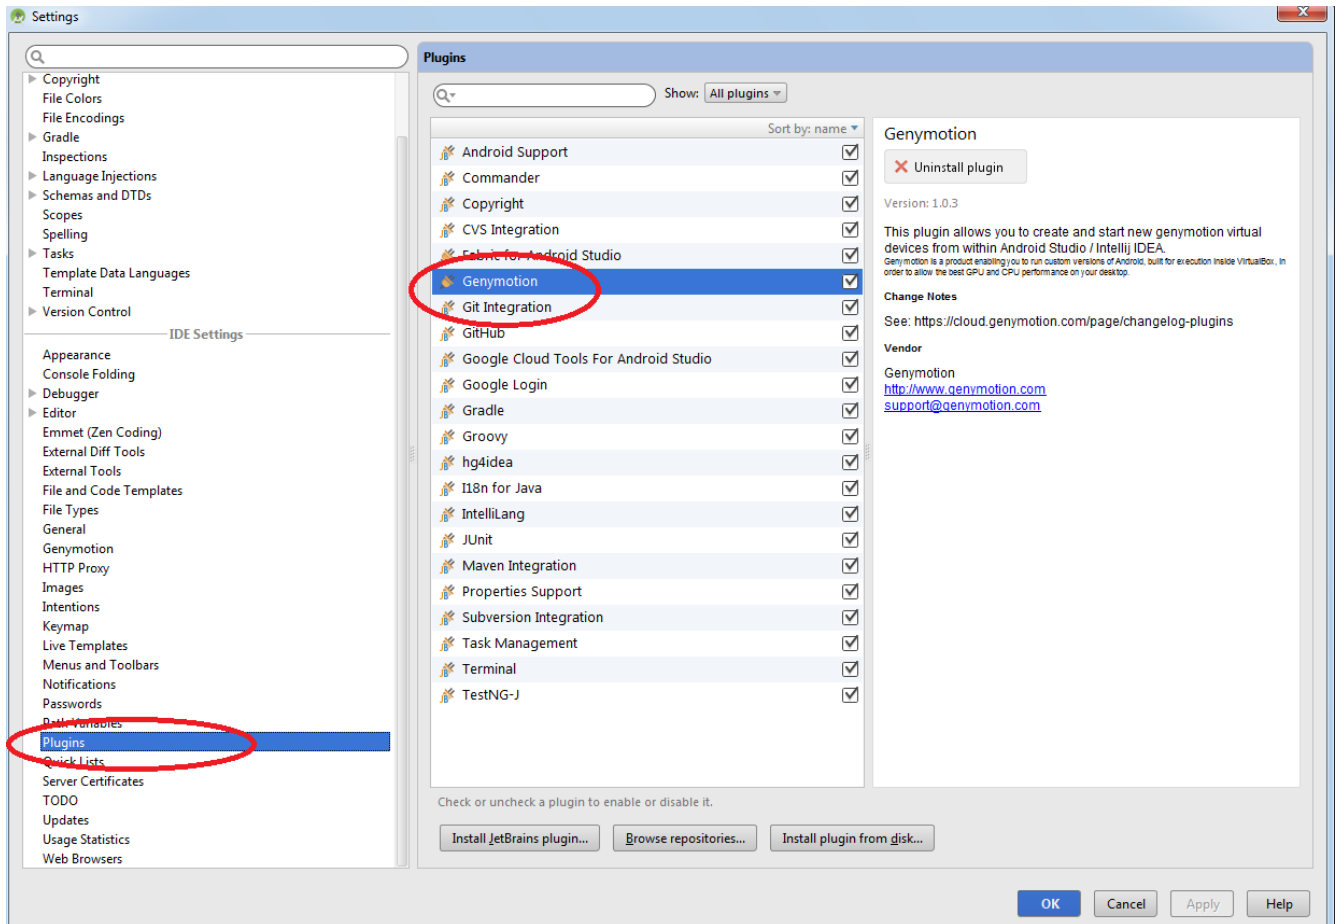 Settings
Copyright
File Colors
File Encodings
Gradle
Inspections
Language Injections
Schemas and DTDs
Scopes
Spelling
Tasks
Template Data Languages
Terminal
Version Control
IDE Settings
Appearance
Console Folding
Debugger
Editor
Emmet (Zen Coding)
External Diff Tools
External Tools
File and Code Templates
File Types
General
Genymotion
HTTP Proxy
Images
Intentions
Keymap
Live Templates
Menus and Toolbars
Notifications
Passwords
Path Variables
Plugins
Quick Lists
Server Certificates
TODO
Updates
Usage Statistics
Web Browsers
Plugins
Show: All plugins
Sort by: name
Android Support
Commander
Copyright
CVS Integration
Fabric for Android Studio
Genymotion
Git Integration
GitHub
Google Cloud Tools For Android Studio
Google Login
Gradle
Groovy
hg4idea
I18n for Java
IntelliLang
JUnit
Maven Integration
Properties Support
Subversion Integration
Task Management
Terminal
TestNG-J
Check or uncheck a plugin to enable or disable it.
Install JetBrains plugin... Browse repositories... Install plugin from disk...
Genymotion
Uninstall plugin
Version: 1.0.3
This plugin allows you to create and start new genymotion virtual
devices from within Android Studio / Intellij IDEA.
Genymotion is a product enabling you to run custom versions of Android, built for execution inside VirtualBox, in
order to allow the best GPU and CPU performance on your desktop.
Change Notes
See: https://cloud.genymotion.com/page/changelog-plugins
Vendor
Genymotion
http://www.genymotion.com
support@genymotion.com
OK Cancel Apply Help